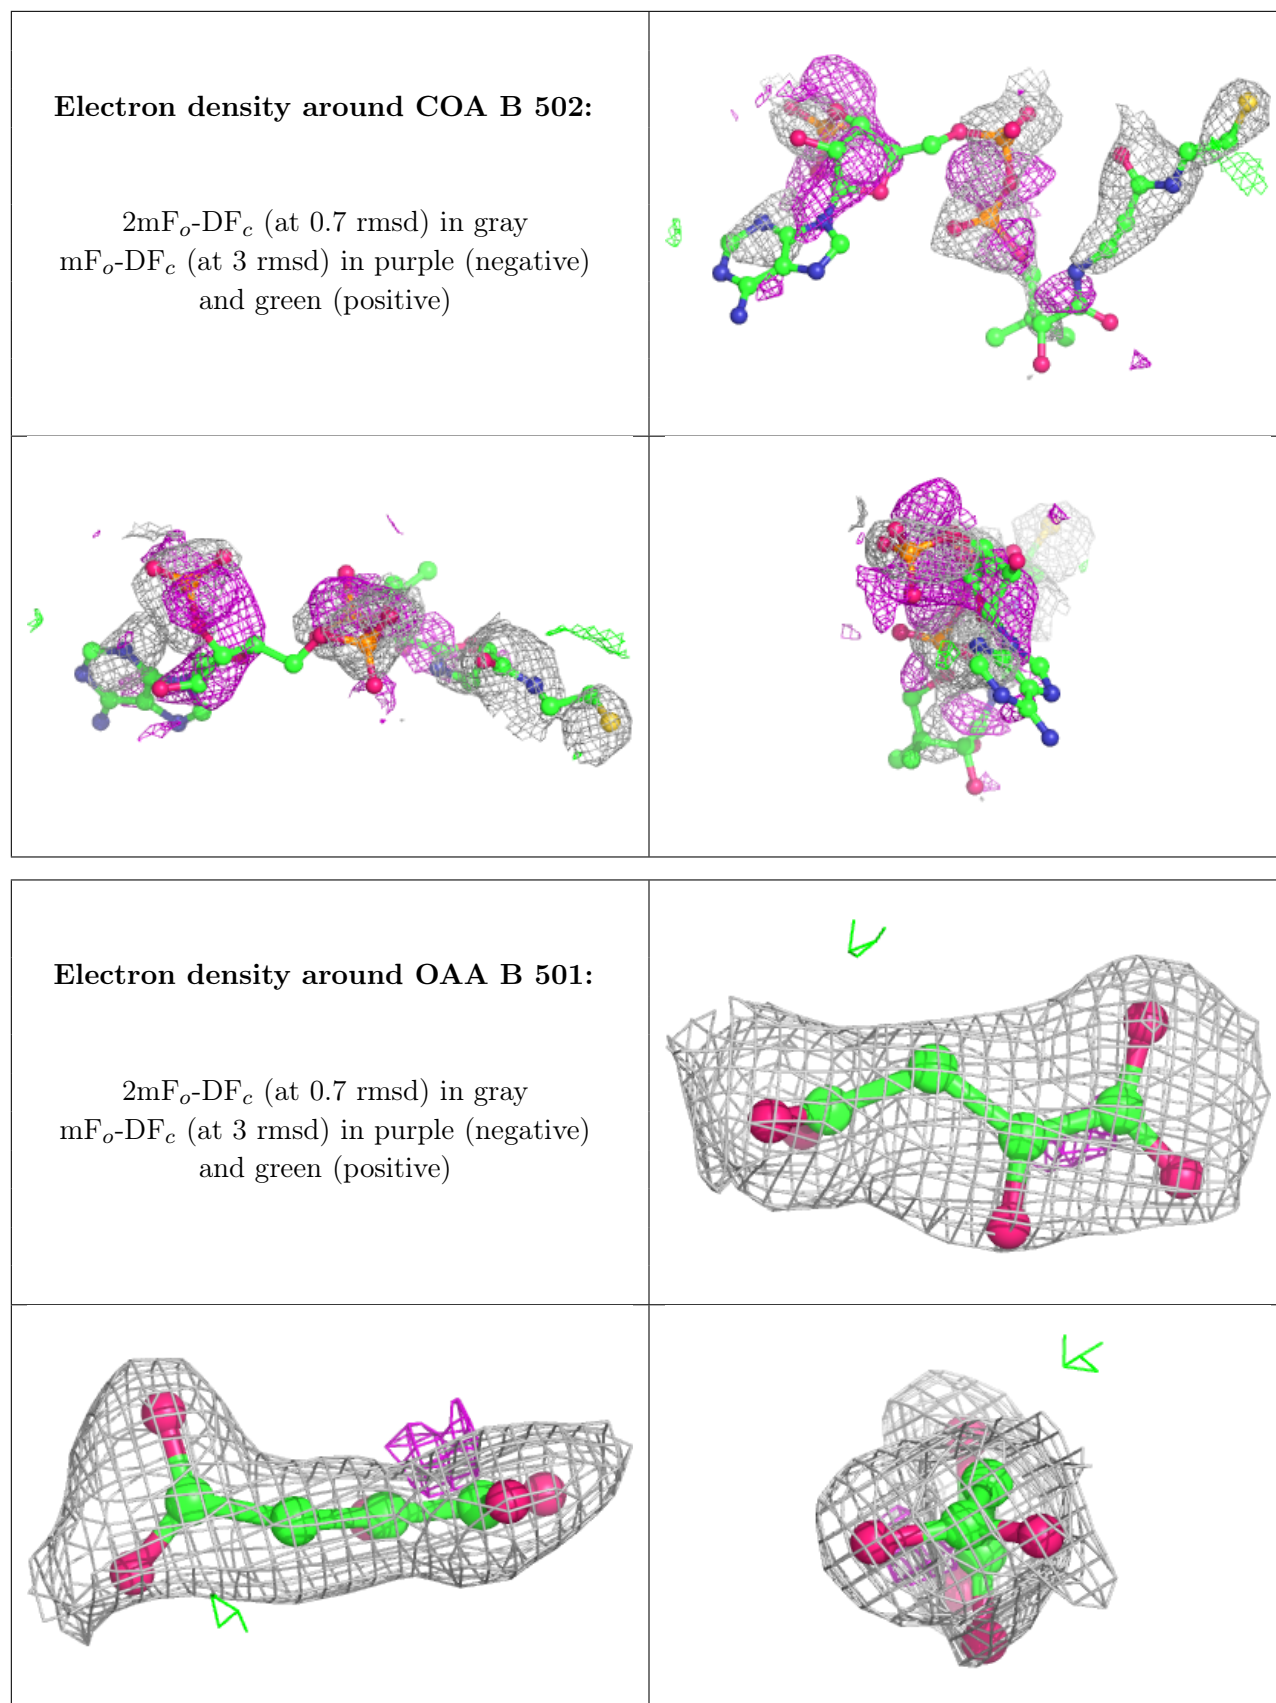 Electron density around COA B 502:
2mFo-DFc (at 0.7 rmsd) in gray
mFo-DFc (at 3 rmsd) in purple (negative)
and green (positive)
Electron density around OAA B 501:
2mFo-DFc (at 0.7 rmsd) in gray
mFo-DFc (at 3 rmsd) in purple (negative)
and green (positive)